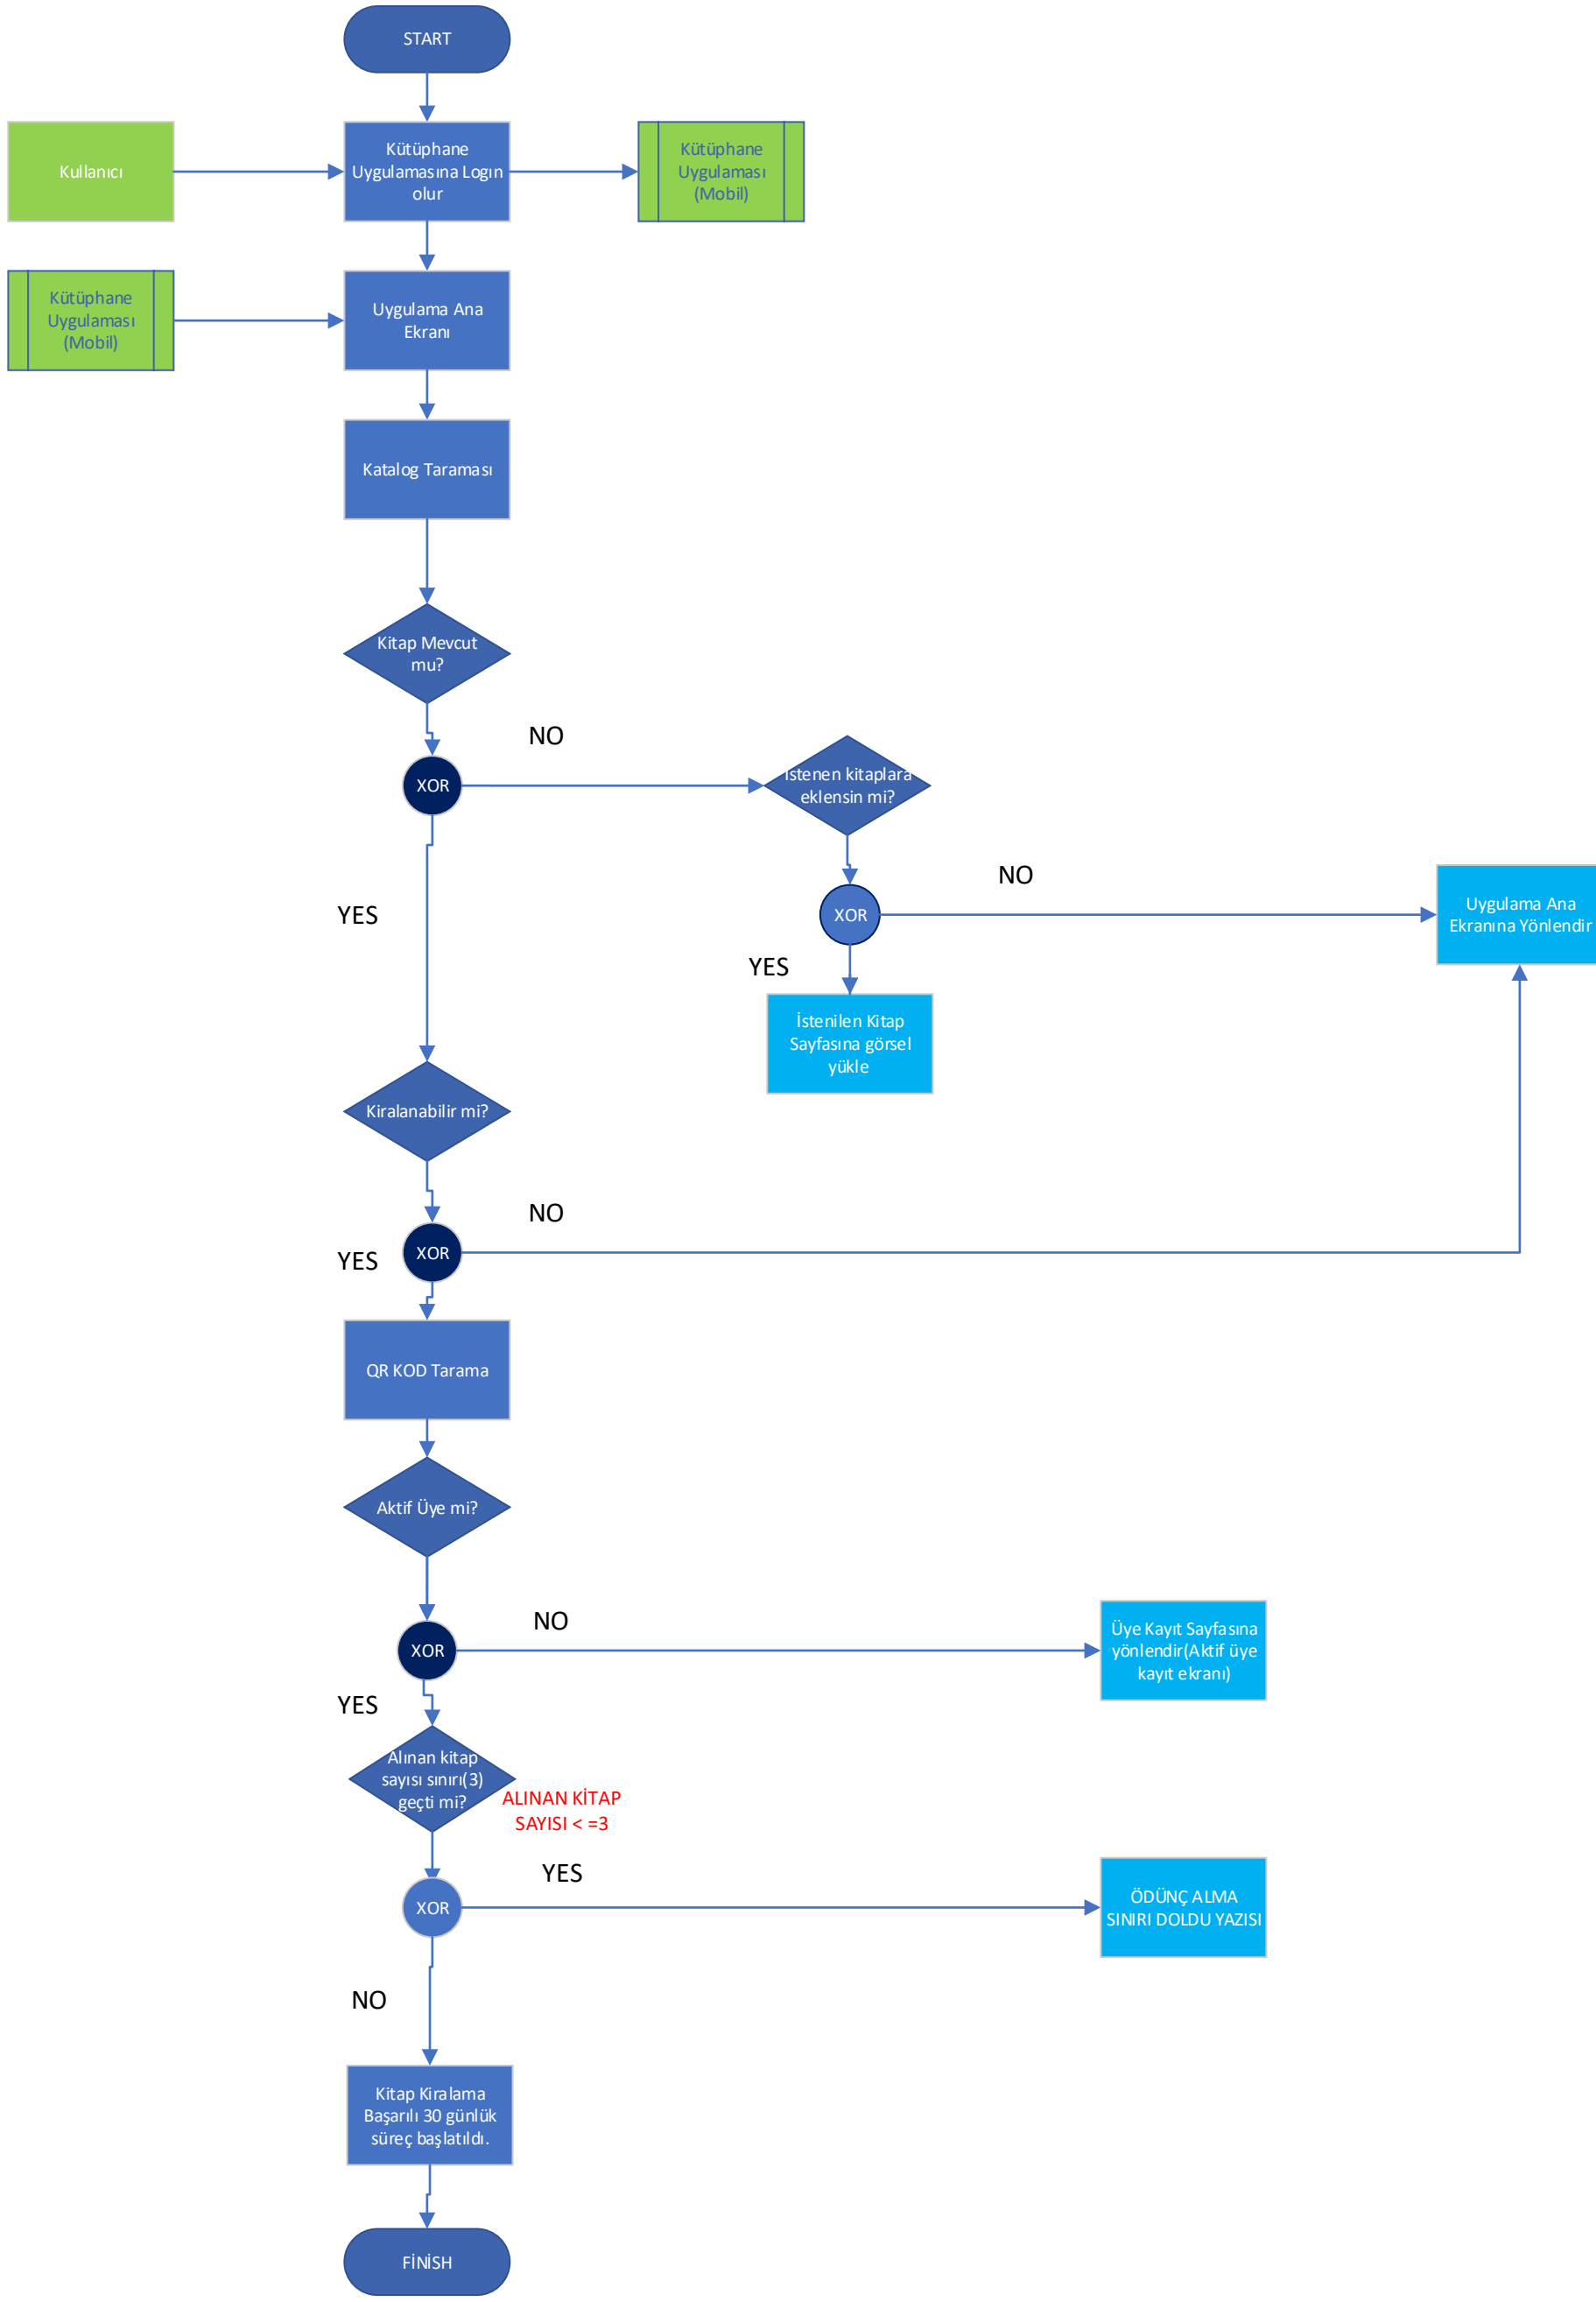 START
Kullanıcı
Kütüphane
Uygulamasına Login
olur
Kütüphane
Uygulaması
(Mobil)
Kütüphane
Uygulaması
(Mobil)
Uygulama Ana
Ekranı
Katalog Taraması
Kitap Mevcut
mu?
XOR
NO
İstenen kitaplara
eklensin mi?
YES
XOR
NO
Uygulama Ana
Ekranına Yönlendir
YES
İstenilen Kitap
Sayfasına görsel
yükle
Kiralanabilir mi?
XOR
NO
YES
QR KOD Tarama
Aktif Üye mi?
XOR
NO
Üye Kayıt Sayfasına
yönlendir(Aktif üye
kayıt ekranı)
YES
Alınan kitap
sayısı sınırı(3)
geçti mi?
ALINAN KİTAP
SAYISI < =3
XOR
YES
ÖDÜNÇ ALMA
SINIRI DOLDU YAZISI
NO
Kitap Kiralama
Başarılı 30 günlük
süreç başlatıldı.
FİNİSH